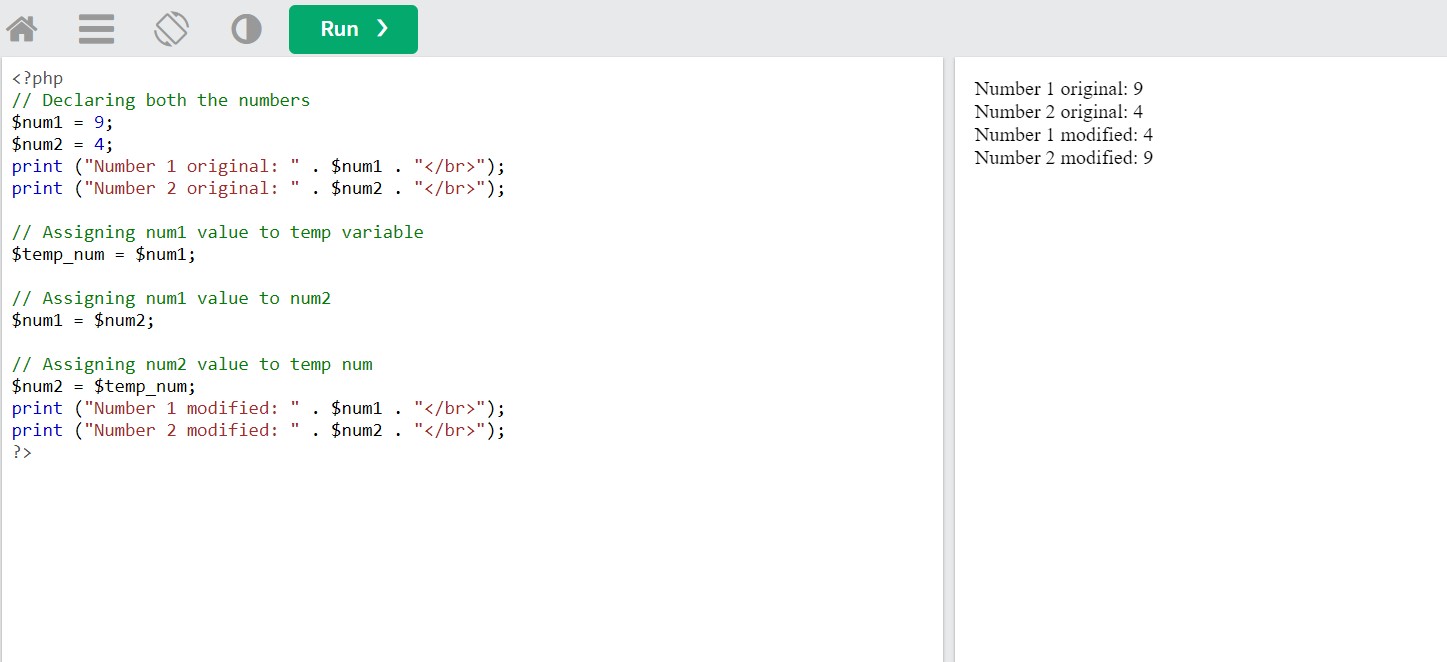 Run ❯
<?php
// Declaring both the numbers
$num1 = 9;
$num2 = 4;
print ("Number 1 original: " . $num1 . "</br>");
print ("Number 2 original: " . $num2 . "</br>");

// Assigning num1 value to temp variable
$temp_num = $num1;

// Assigning num1 value to num2
$num1 = $num2;

// Assigning num2 value to temp num
$num2 = $temp_num;
print ("Number 1 modified: " . $num1 . "</br>");
print ("Number 2 modified: " . $num2 . "</br>");
?>
Number 1 original: 9
Number 2 original: 4
Number 1 modified: 4
Number 2 modified: 9